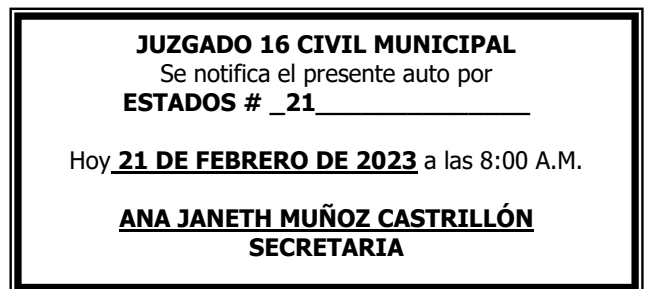 JUZGADO 16 CIVIL MUNICIPAL
Se notifica el presente auto por
ESTADOS # _21________________
Hoy 21 DE FEBRERO DE 2023 a las 8:00 A.M.
ANA JANETH MUÑOZ CASTRILLÓN
SECRETARIA